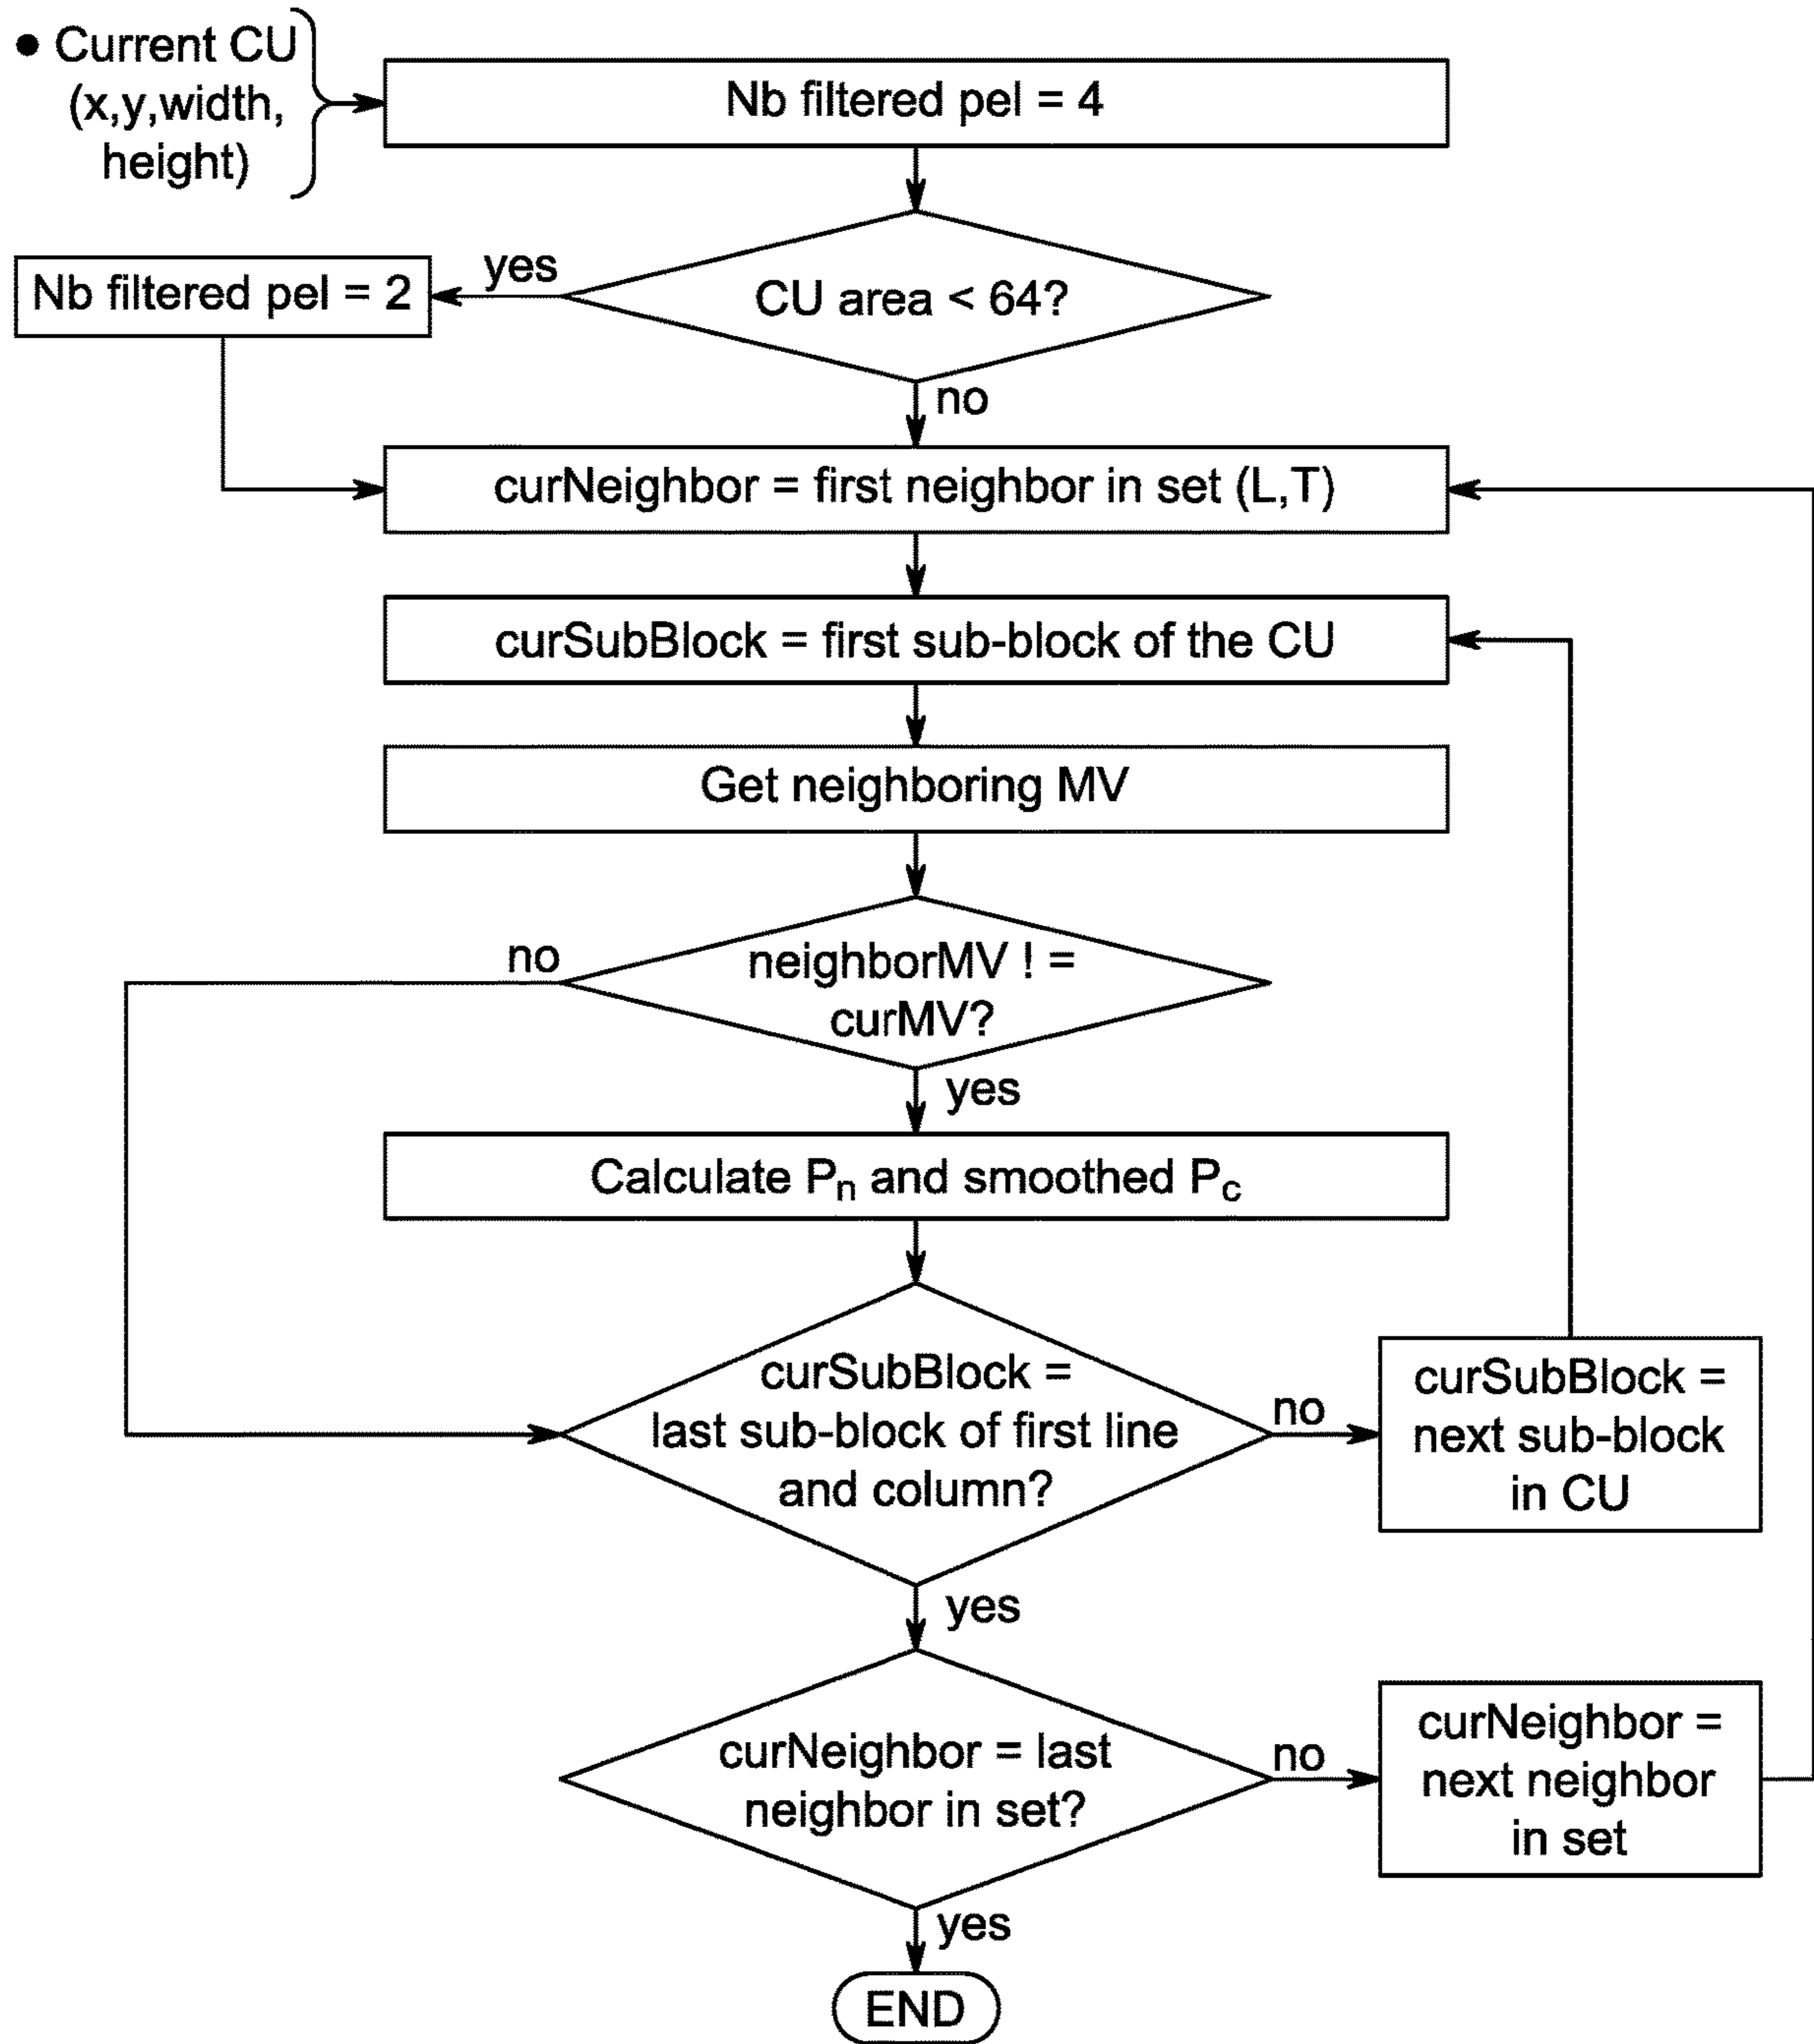 ● Current CU
(x,y,width,
height)
Nb filtered pel = 4
CU area < 64?
yes
Nb filtered pel = 2
no
curNeighbor = first neighbor in set (L,T)
curSubBlock = first sub-block of the CU
Get neighboring MV
neighborMV ! =
curMV?
no
yes
Calculate Pn and smoothed Pc
curSubBlock =
last sub-block of first line
and column?
no
curSubBlock =
next sub-block
in CU
yes
curNeighbor = last
neighbor in set?
no
curNeighbor =
next neighbor
in set
yes
END